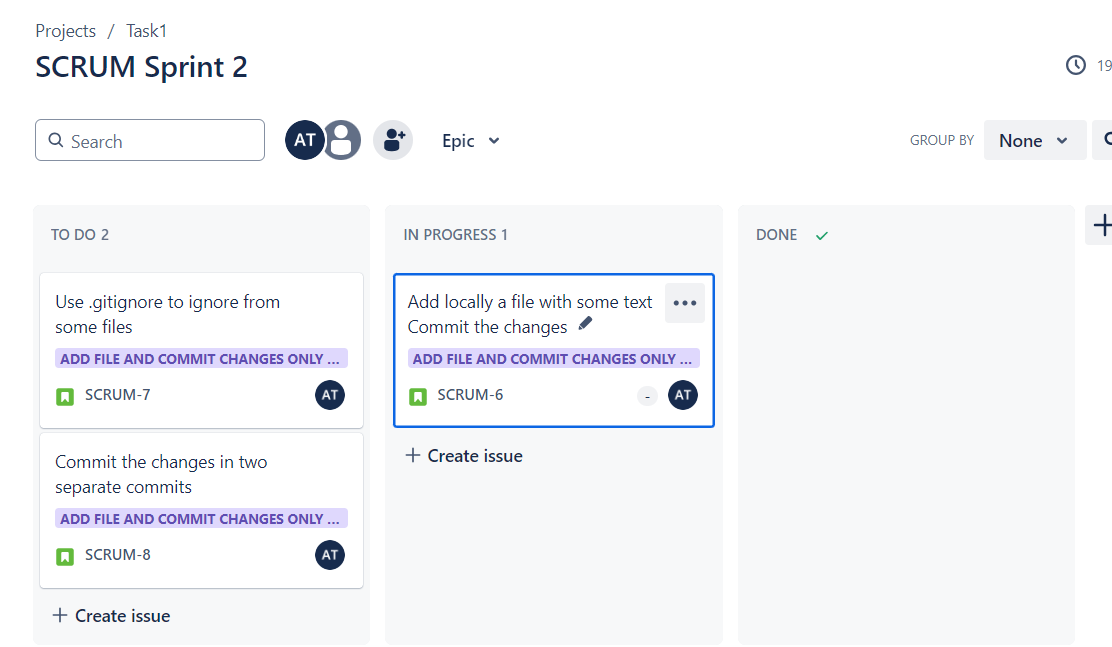 Projects / Task1
SCRUM Sprint 2
19
Search
AT
Epic
GROUP BY
None
TO DO 2
Use .gitignore to ignore from
some files
ADD FILE AND COMMIT CHANGES ONLY ...
SCRUM-7
AT
Commit the changes in two
separate commits
ADD FILE AND COMMIT CHANGES ONLY ...
SCRUM-8
AT
+ Create issue
IN PROGRESS 1
Add locally a file with some text
Commit the changes
ADD FILE AND COMMIT CHANGES ONLY ...
SCRUM-6
-
AT
+ Create issue
DONE